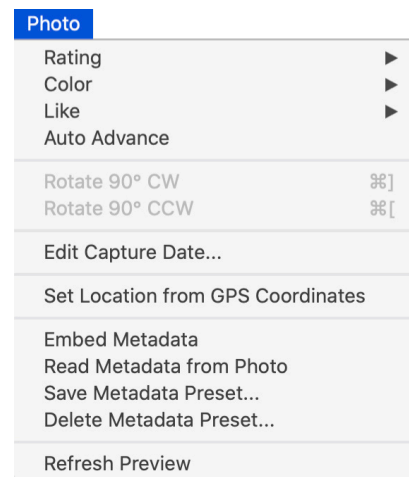 Photo
Rating ▶
Color ▶
Like ▶
Auto Advance
Rotate 90° CW ⌘]
Rotate 90° CCW ⌘[
Edit Capture Date...
Set Location from GPS Coordinates
Embed Metadata
Read Metadata from Photo
Save Metadata Preset...
Delete Metadata Preset...
Refresh Preview